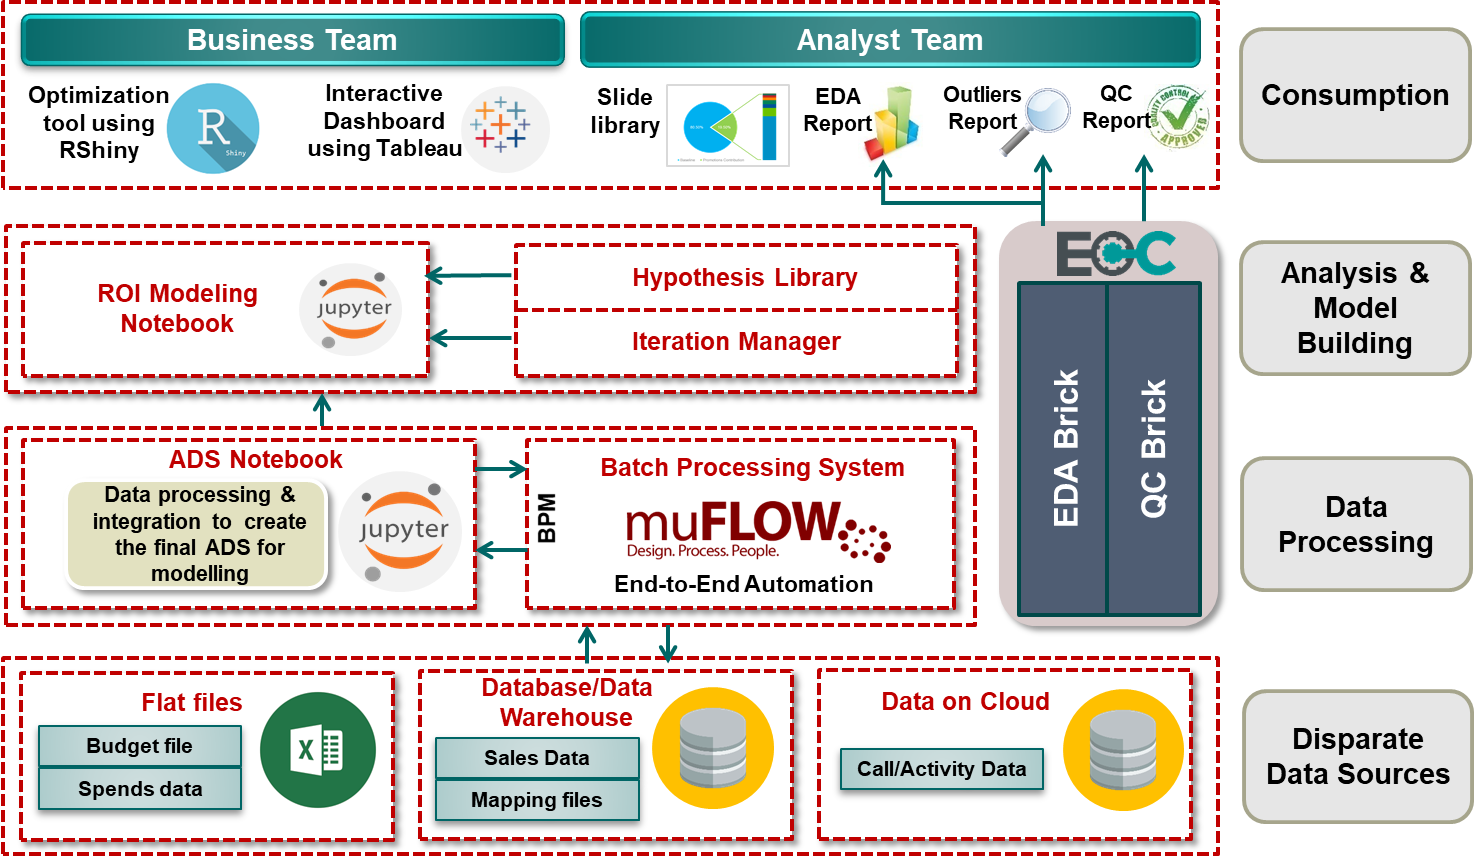 Business Team
Analyst Team
Optimization
tool using
RShiny
R
Shiny
Interactive
Dashboard
using Tableau
Slide
library
EDA
Report
Outliers
Report
QC
Report
QUALITY CONTROL
APPROVED
Consumption
ROI Modeling
Notebook
jupyter
Hypothesis Library
Iteration Manager
EOC
EDA Brick
QC Brick
Analysis &
Model
Building
ADS Notebook
Data processing &
integration to create
the final ADS for
modelling
jupyter
BPM
Batch Processing System
muFLOW
Design. Process. People.
End-to-End Automation
Data
Processing
Flat files
Budget file
Spends data
X
Database/Data
Warehouse
Sales Data
Mapping files
Data on Cloud
Call/Activity Data
Disparate
Data Sources